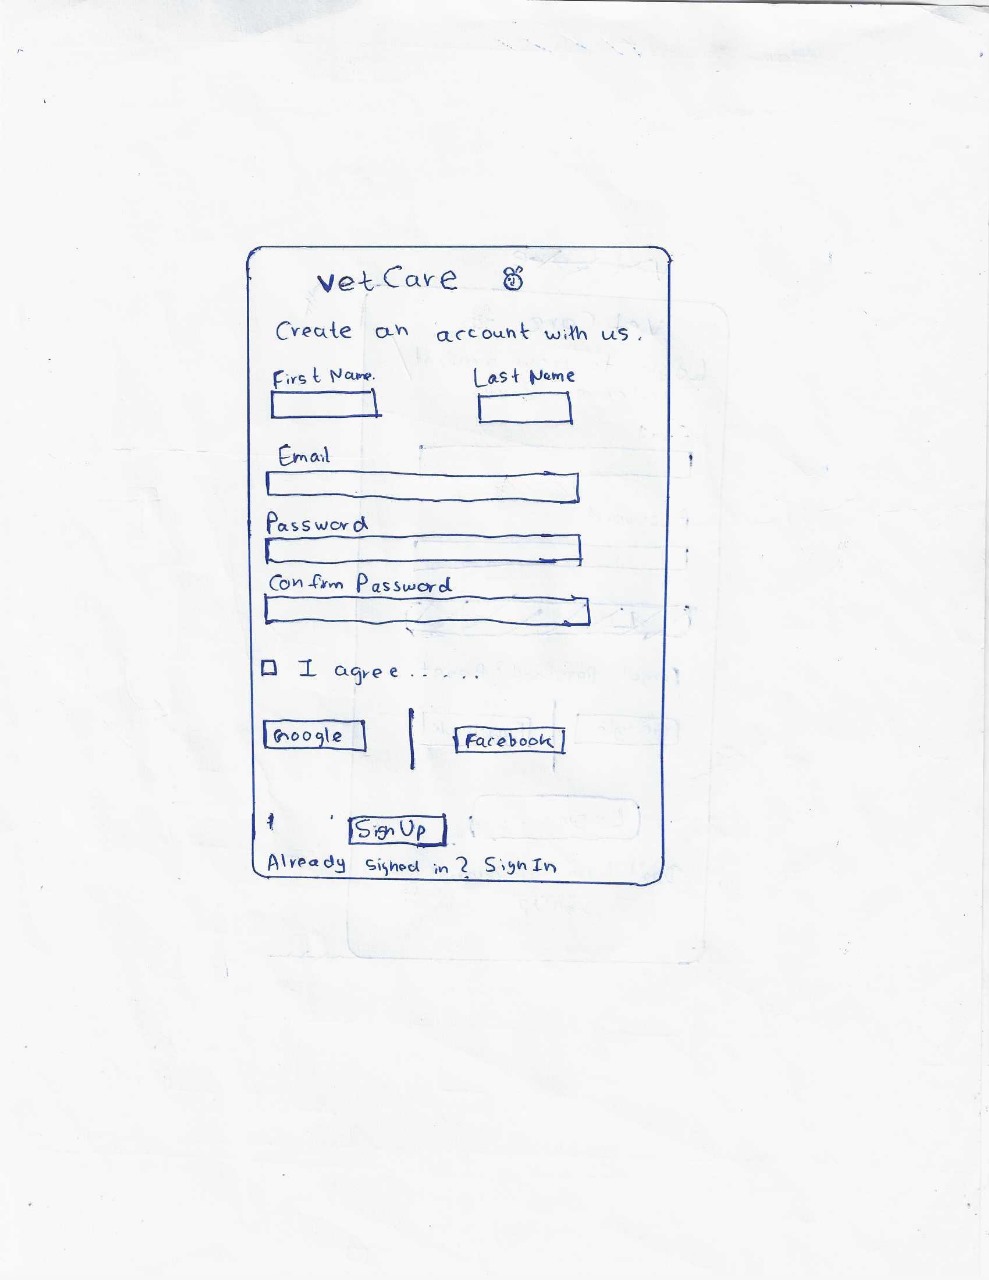 vetCare
Create an account with us.
First Name.
Last Name
Email
Password
Confirm Password
I agree......
Google
Facebook
Sign Up
Already signed in? Sign In